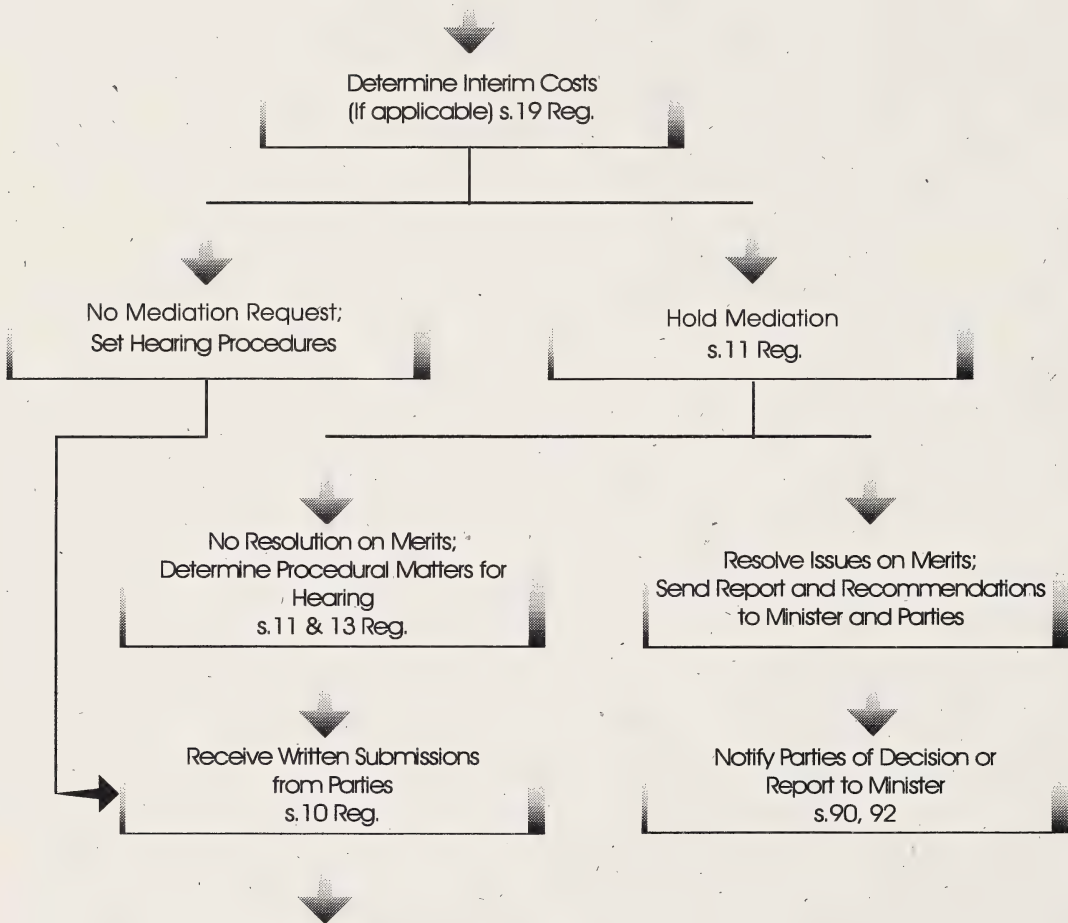 Determine Interim Costs
(If applicable) s.19 Reg.
No Mediation Request;
Set Hearing Procedures
Hold Mediation
s.11 Reg.
No Resolution on Merits;
Determine Procedural Matters for
Hearing
s.11 & 13 Reg.
Resolve Issues on Merits;
Send Report and Recommendations
to Minister and Parties
Receive Written Submissions
from Parties
s.10 Reg.
Notify Parties of Decision or
Report to Minister
s.90, 92